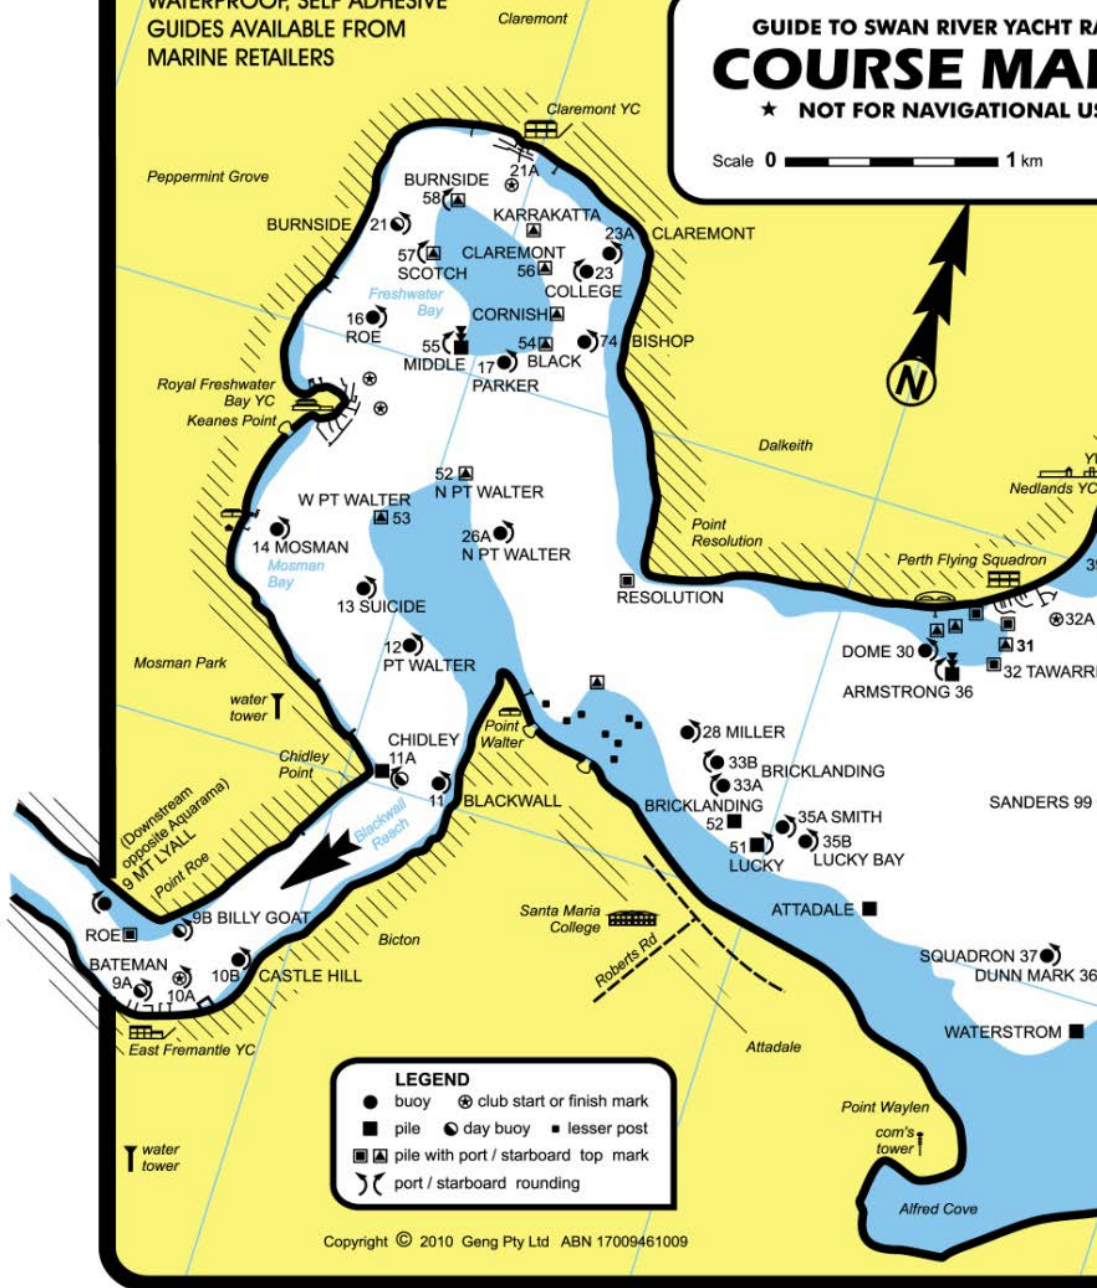 WATERPROOF, SELF ADHESIVE
GUIDES AVAILABLE FROM
MARINE RETAILERS
Claremont
GUIDE TO SWAN RIVER YACHT
COURSE
★ NOT FOR NAVIGATIONAL
Scale 0 1 km
Claremont YC
Peppermint Grove
21A
BURNSIDE
58
KARRAKATTA
BURNSIDE 21
23A CLAREMONT
57
SCOTCH
CLAREMONT
56
23
COLLEGE
Freshwater
Bay
CORNISH
16
ROE
55
MIDDLE
54
BLACK
74 BISHOP
17
PARKER
N
Royal Freshwater
Bay YC
Keanes Point
Dalkeith
Nedlands YC
52
N PT WALTER
W PT WALTER
53
26A
N PT WALTER
14 MOSMAN
Mosman
Bay
Point
Resolution
Perth Flying Squadron
13 SUICIDE
RESOLUTION
32A
12
PT WALTER
DOME 30
31
32
ARMSTRONG 36
Mosman Park
water
tower
Point
Walter
CHIDLEY
11A
Chidley
Point
28 MILLER
33B
BRICKLANDING
33A
11
BLACKWALL
BRICKLANDING
52
SANDERS 99
35A SMITH
51
LUCKY
35B
LUCKY BAY
Blackwall
Reach
(Downstream
opposite Aquarama)
9 MT LYALL
Point Roe
9B BILLY GOAT
ROE
Santa Maria
College
Roberts Rd
ATTADALE
Bicton
BATEMAN
9A
10A
10B
CASTLE HILL
SQUADRON 37
DUNN MARK 36
East Fremantle YC
WATERSTROM
Attadale
LEGEND
buoy club start or finish mark
pile day buoy lesser post
pile with port / starboard top mark
port / starboard rounding
Point Waylen
com's
tower
water
tower
Alfred Cove
Copyright © 2010 Geng Pty Ltd ABN 17009461009